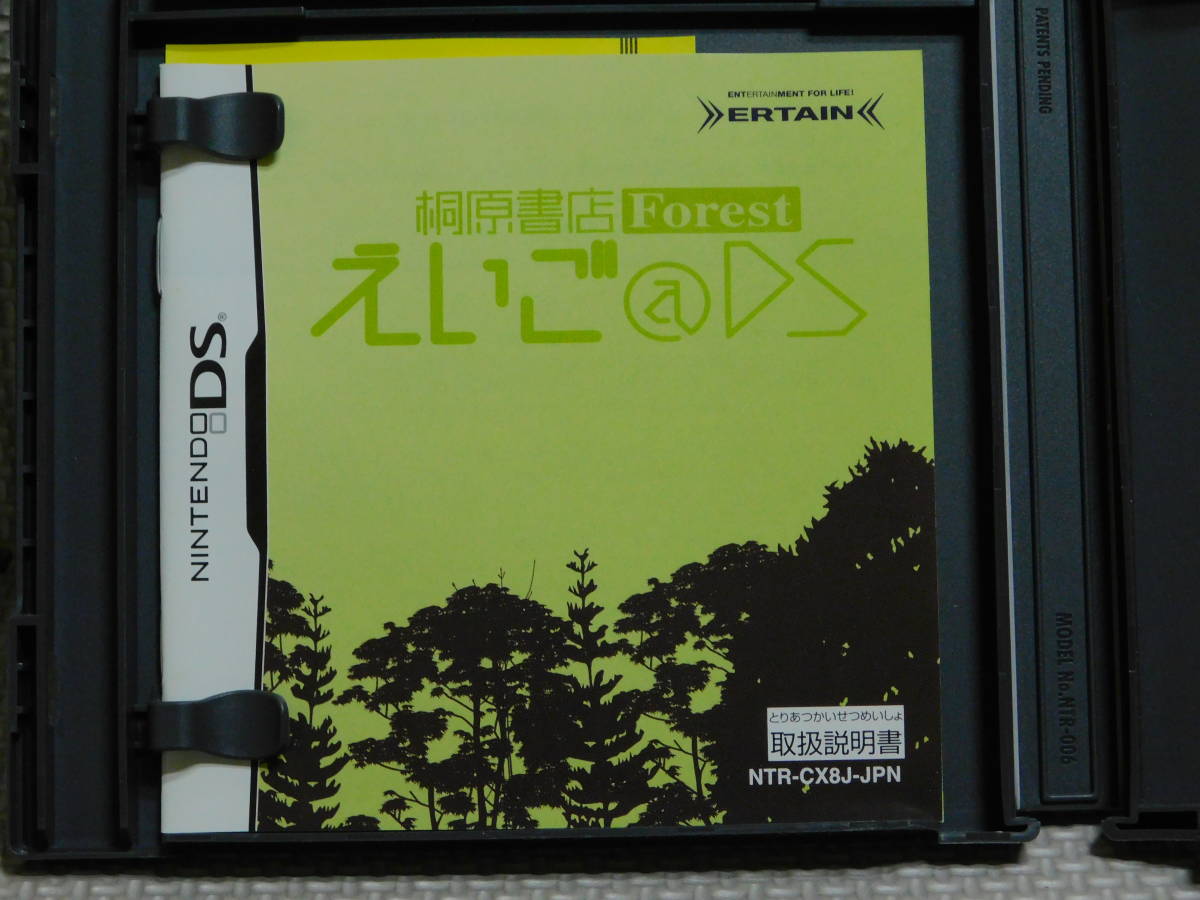 ENTERTAINMENT FOR LIFE!
ERTAIN
桐原書店 Forest
えいご@DS
NINTENDO DS®
とりあつかいせつめいしょ
取扱説明書
NTR-CX8J-JPN
PATENTS PENDING
MODEL No.NTR-006